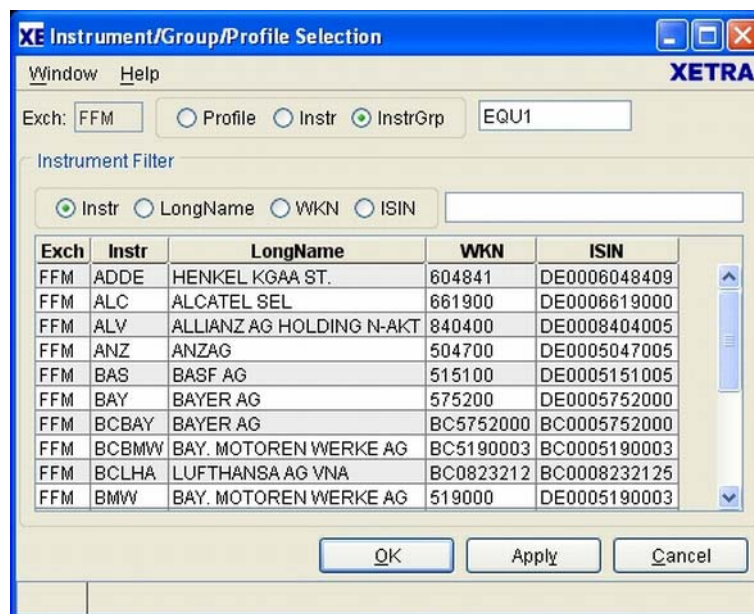 XE Instrument/Group/Profile Selection
Window Help XETRA
Exch: FFM Profile Instr InstrGrp EQU1
Instrument Filter
Instr LongName WKN ISIN
Exch Instr LongName WKN ISIN
FFM ADDE HENKEL KGAA ST. 604841 DE0006048409
FFM ALC ALCATEL SEL 661900 DE0006619000
FFM ALV ALLIANZ AG HOLDING N-AKT 840400 DE0008404005
FFM ANZ ANZAG 504700 DE0005047005
FFM BAS BASF AG 515100 DE0005151005
FFM BAY BAYER AG 575200 DE0005752000
FFM BCBAY BAYER AG BC5752000 BC0005752000
FFM BCBMW BAY. MOTOREN WERKE AG BC5190003 BC0005190003
FFM BCLHA LUFTHANSA AG VNA BC0823212 BC0008232125
FFM BMW BAY. MOTOREN WERKE AG 519000 DE0005190003
OK Apply Cancel